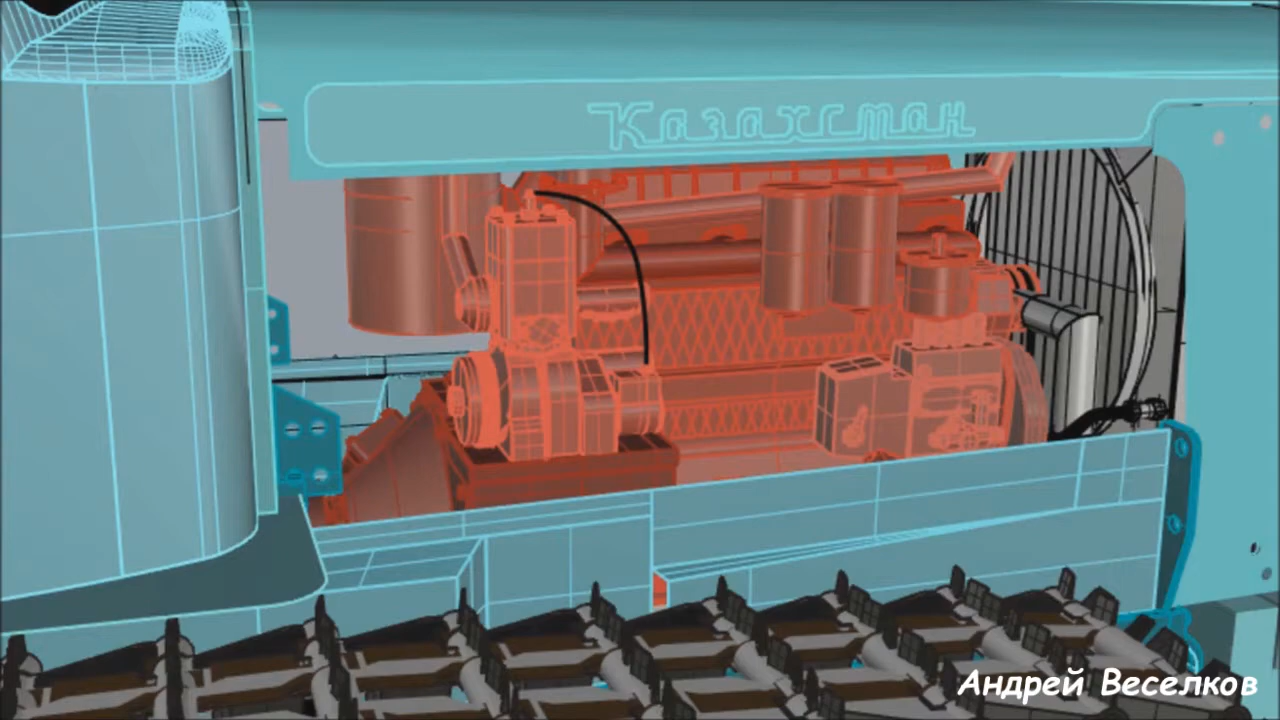 Казахстан
Андрей Веселков